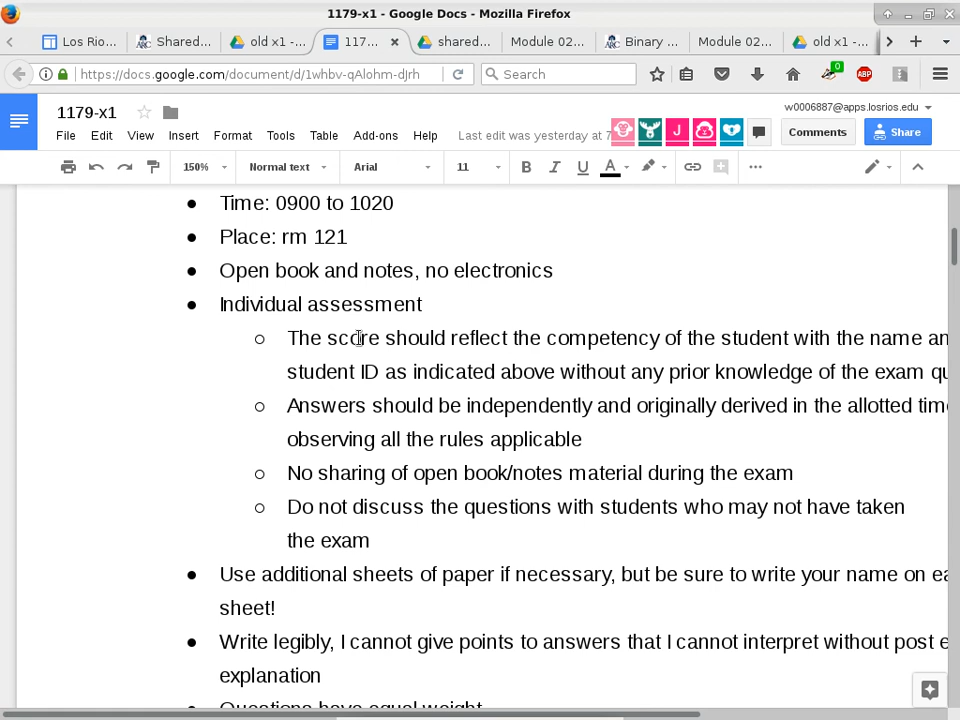 1179-x1 - Google Docs - Mozilla Firefox
Los Rio... Shared... old x1 -... 117... shared... Module 02... Binary ... Module 02... old x1 -...
https://docs.google.com/document/d/1whbv-qAlohm-dJrh Search 0 ABP
1179-x1 w0006887@apps.losrios.edu
File Edit View Insert Format Tools Table Add-ons Help Last edit was yesterday at 7 J Comments Share
150% Normal text Arial 11 B I U A
● Time: 0900 to 1020
● Place: rm 121
● Open book and notes, no electronics
● Individual assessment
○ The score should reflect the competency of the student with the name an
student ID as indicated above without any prior knowledge of the exam qu
○ Answers should be independently and originally derived in the allotted time
observing all the rules applicable
○ No sharing of open book/notes material during the exam
○ Do not discuss the questions with students who may not have taken
the exam
● Use additional sheets of paper if necessary, but be sure to write your name on ea
sheet!
● Write legibly, I cannot give points to answers that I cannot interpret without post e
explanation
● Questions have equal weight